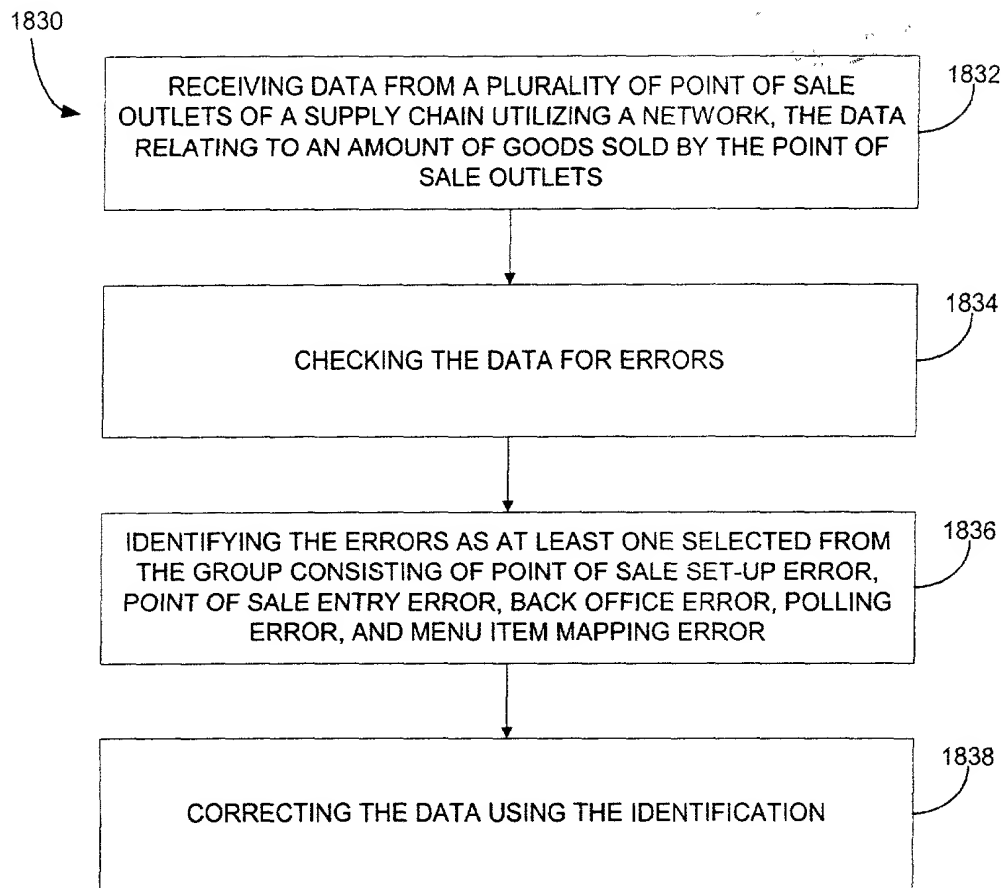 1830
RECEIVING DATA FROM A PLURALITY OF POINT OF SALE
OUTLETS OF A SUPPLY CHAIN UTILIZING A NETWORK, THE DATA
RELATING TO AN AMOUNT OF GOODS SOLD BY THE POINT OF
SALE OUTLETS
1832
CHECKING THE DATA FOR ERRORS
1834
IDENTIFYING THE ERRORS AS AT LEAST ONE SELECTED FROM
THE GROUP CONSISTING OF POINT OF SALE SET-UP ERROR,
POINT OF SALE ENTRY ERROR, BACK OFFICE ERROR, POLLING
ERROR, AND MENU ITEM MAPPING ERROR
1836
CORRECTING THE DATA USING THE IDENTIFICATION
1838